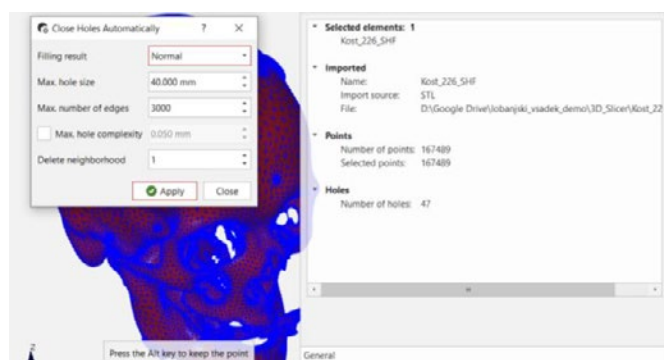 Close Holes Automatically ? ×
Filling result Normal
Max. hole size 40.000 mm
Max. number of edges 3000
Max. hole complexity 0.050 mm
Delete neighborhood 1
Apply Close
Press the Alt key to keep the point
Selected elements: 1
Kost_226_SHF
Imported
Name: Kost_226_SHF
Import source: STL
File: D:\Google Drive\lobanjski_vsadek_demo\3D_Slicer\Kost_22
Points
Number of points: 167489
Selected points: 167489
Holes
Number of holes: 47
General